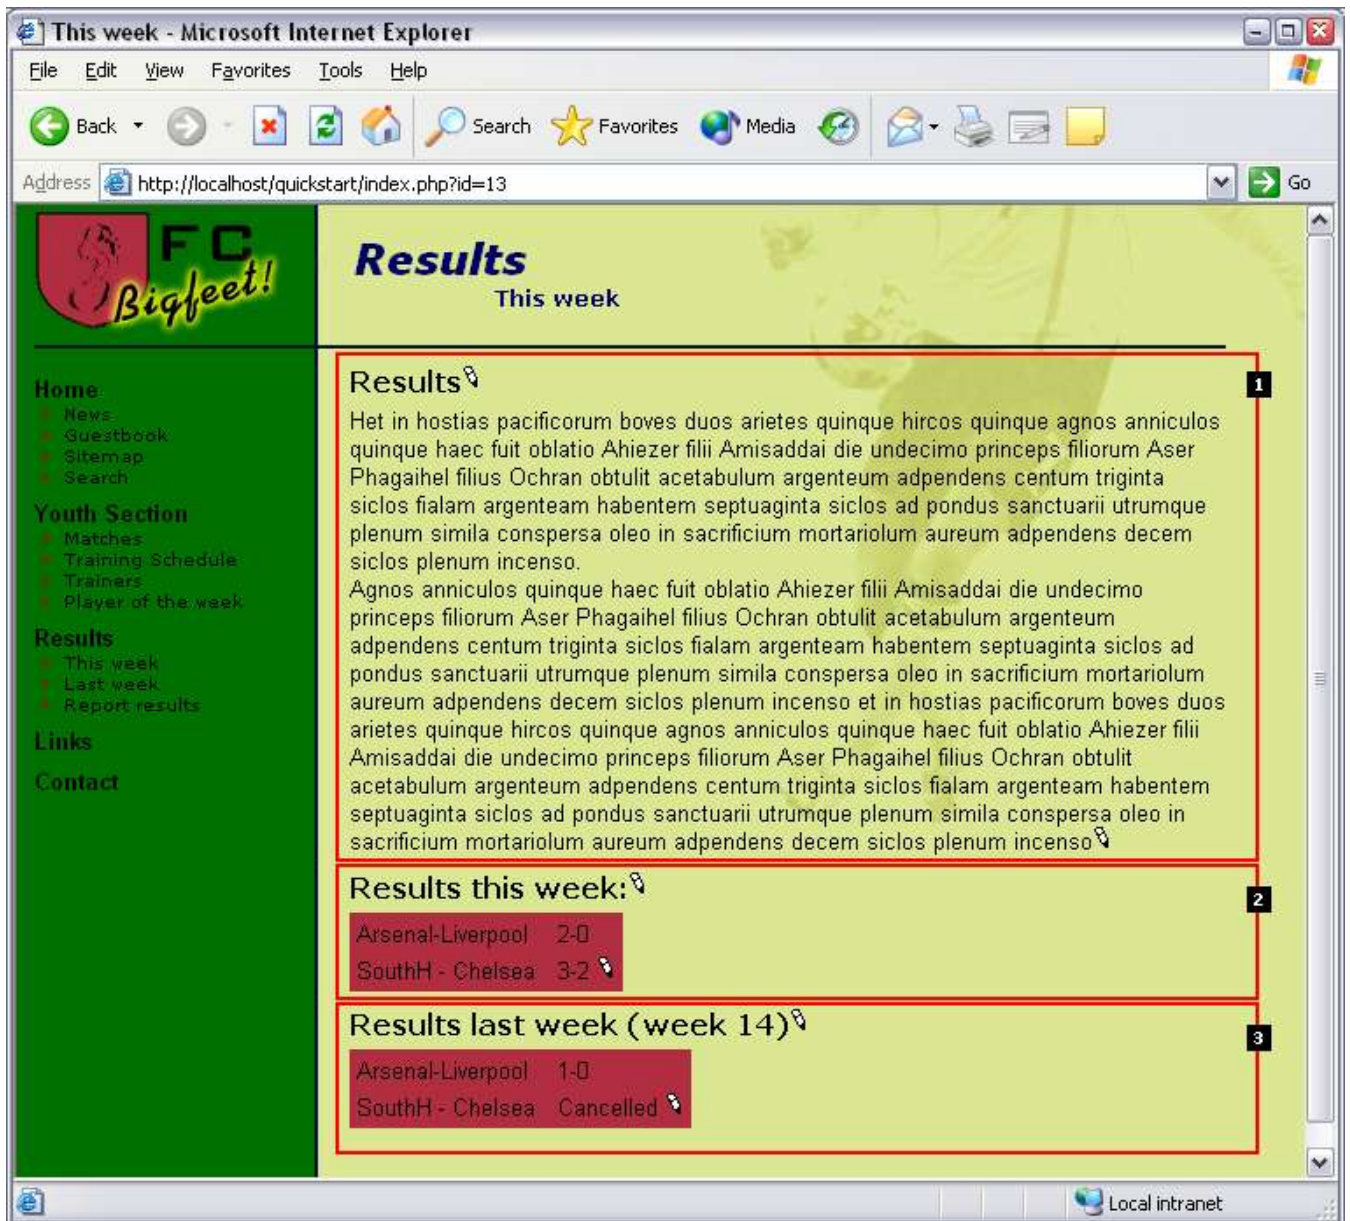 This week - Microsoft Internet Explorer
File Edit View Favorites Tools Help
Back Search Favorites Media
Address http://localhost/quickstart/index.php?id=13 Go
FC
Bigfeet!
Results
This week
Home
News
Guestbook
Sitemap
Search
Youth Section
Matches
Training Schedule
Trainers
Player of the week
Results
This week
Last week
Report results
Links
Contact
Results
1
Het in hostias pacificorum boves duos arietes quinque hircos quinque agnos anniculos
quinque haec fuit oblatio Ahiezer filii Amisaddai die undecimo princeps filiorum Aser
Phagaihel filius Ochran obtulit acetabulum argenteum adpendens centum triginta
siclos fialam argenteam habentem septuaginta siclos ad pondus sanctuarii utrumque
plenum simila conspersa oleo in sacrificium mortariolum aureum adpendens decem
siclos plenum incenso.
Agnos anniculos quinque haec fuit oblatio Ahiezer filii Amisaddai die undecimo
princeps filiorum Aser Phagaihel filius Ochran obtulit acetabulum argenteum
adpendens centum triginta siclos fialam argenteam habentem septuaginta siclos ad
pondus sanctuarii utrumque plenum simila conspersa oleo in sacrificium mortariolum
aureum adpendens decem siclos plenum incenso et in hostias pacificorum boves duos
arietes quinque hircos quinque agnos anniculos quinque haec fuit oblatio Ahiezer filii
Amisaddai die undecimo princeps filiorum Aser Phagaihel filius Ochran obtulit
acetabulum argenteum adpendens centum triginta siclos fialam argenteam habentem
septuaginta siclos ad pondus sanctuarii utrumque plenum simila conspersa oleo in
sacrificium mortariolum aureum adpendens decem siclos plenum incenso
Results this week:
2
Arsenal-Liverpool 2-0
SouthH - Chelsea 3-2
Results last week (week 14)
3
Arsenal-Liverpool 1-0
SouthH - Chelsea Cancelled
Local intranet